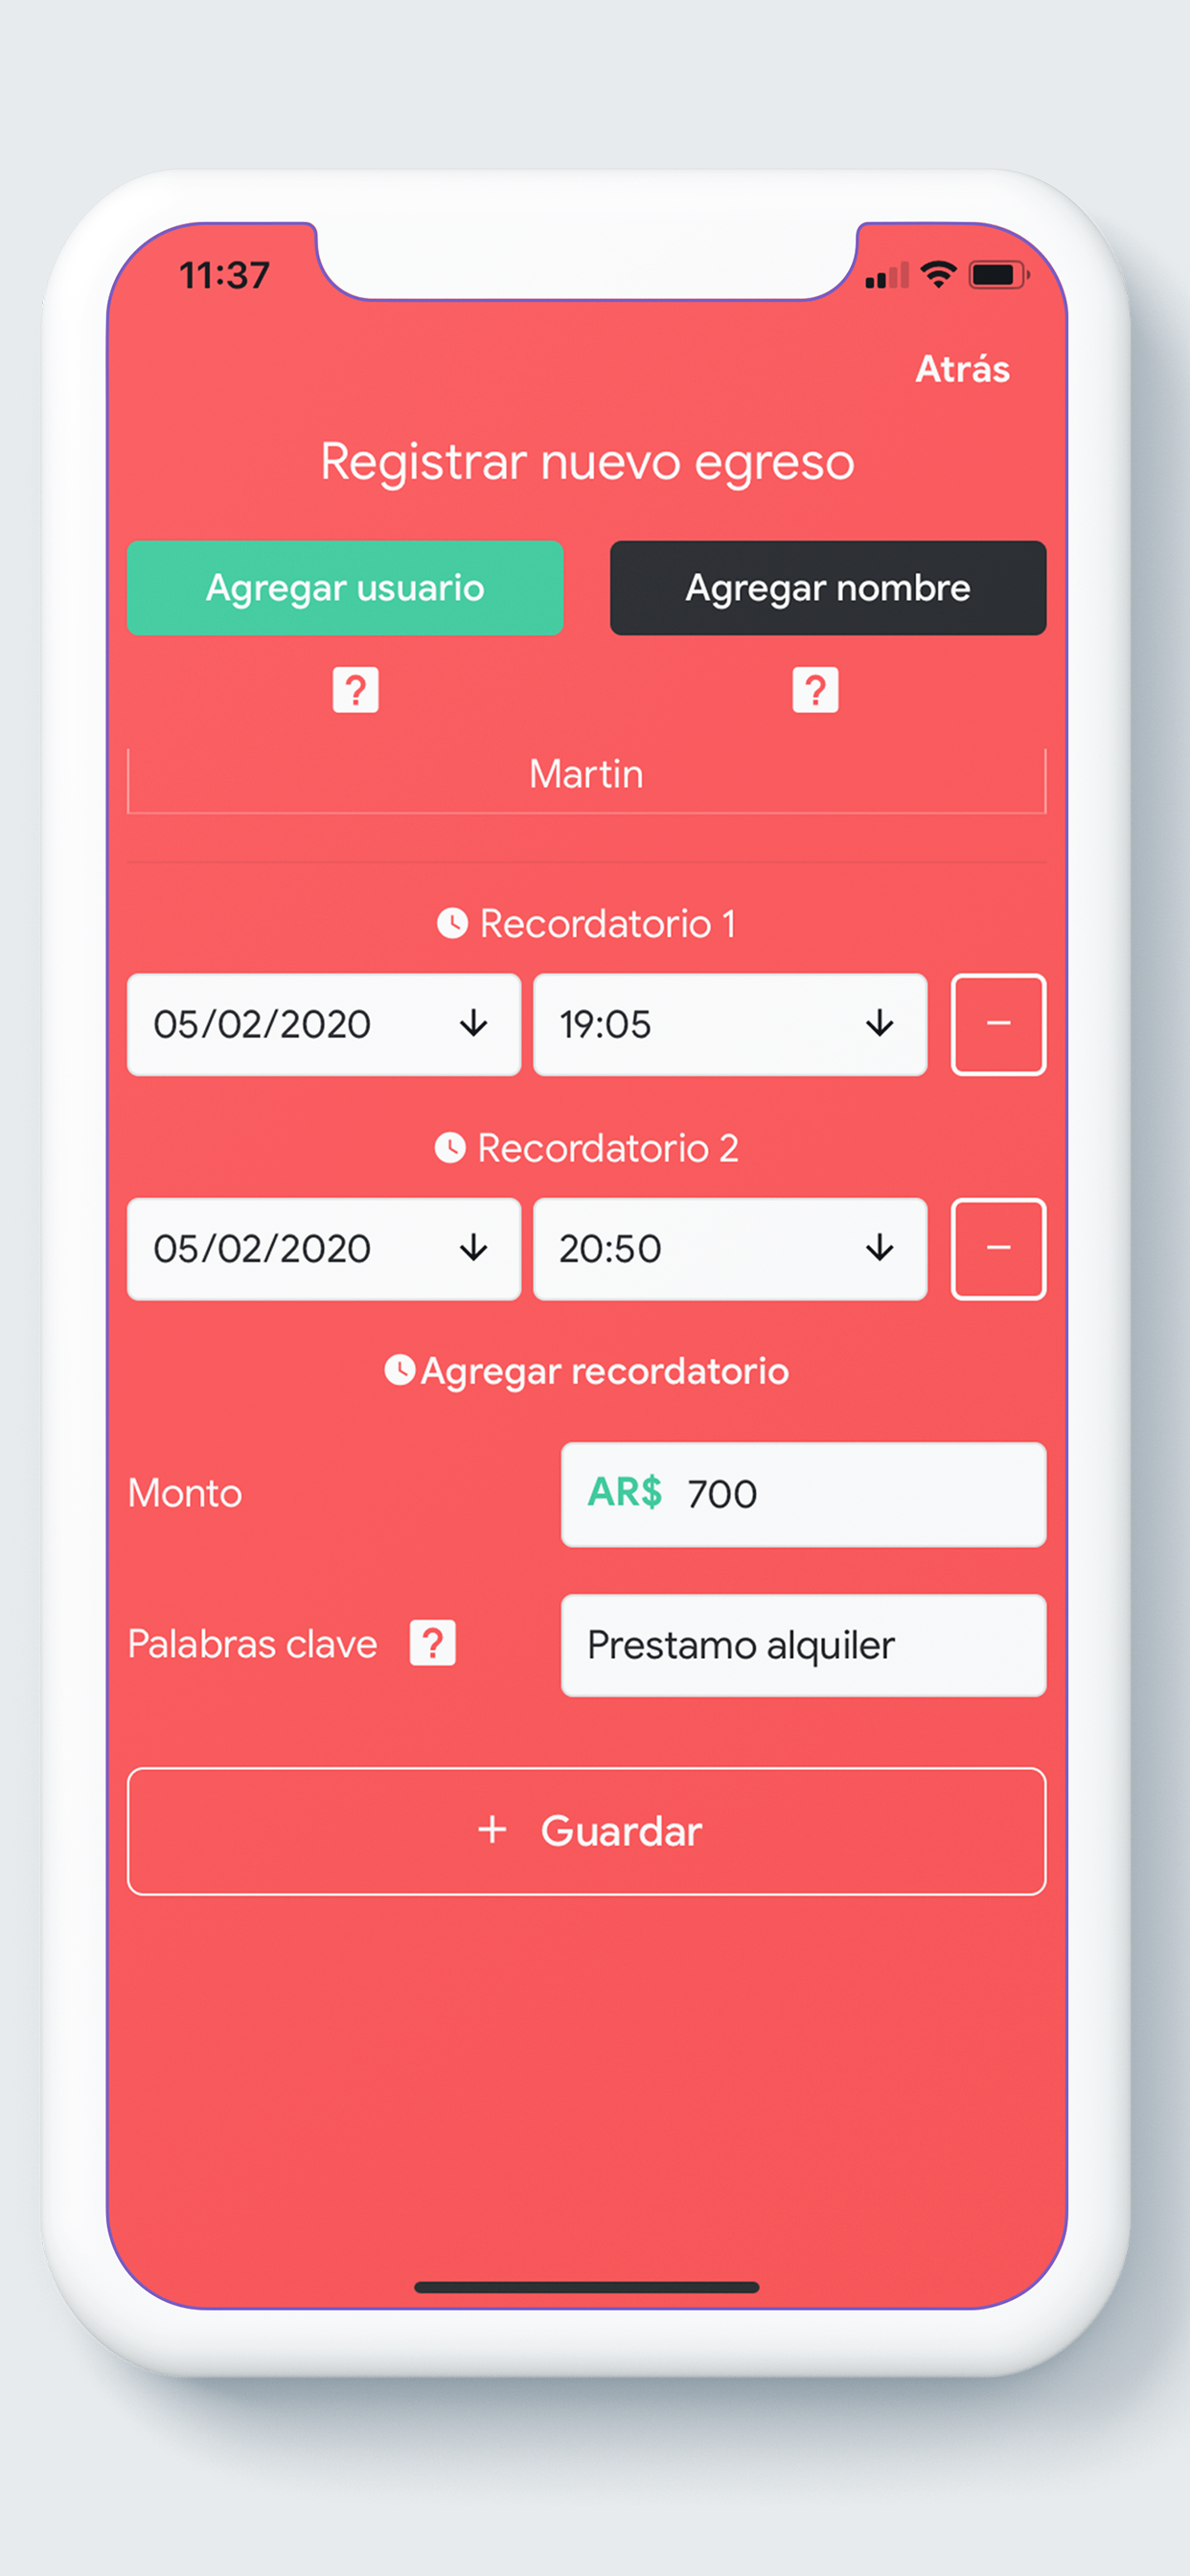 11:37
Atrás
Registrar nuevo egreso
Agregar usuario
Agregar nombre
?
?
Martin
Recordatorio 1
05/02/2020
19:05
Recordatorio 2
05/02/2020
20:50
Agregar recordatorio
Monto
AR$ 700
Palabras clave ?
Prestamo alquiler
+ Guardar